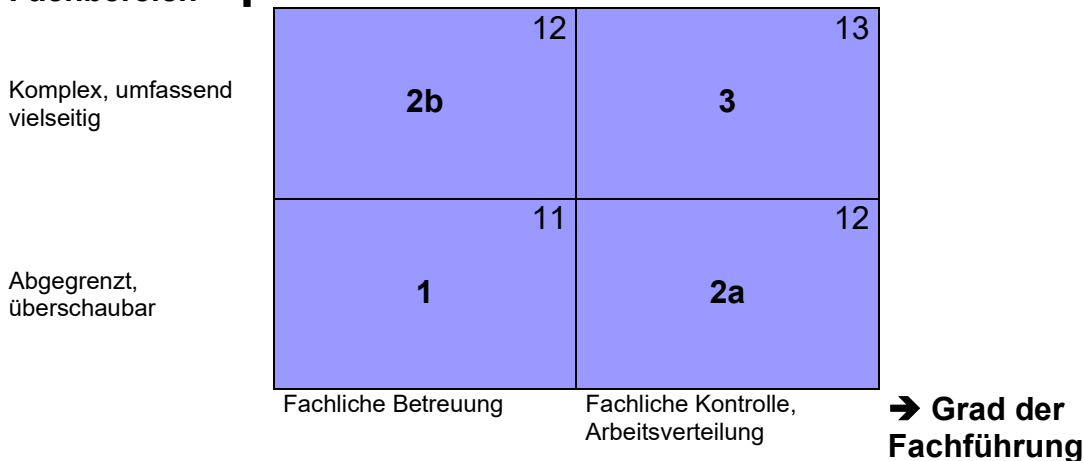 12
13
Komplex, umfassend
vielseitig
2b
3
11
12
Abgegrenzt,
überschaubar
1
2a
Fachliche Betreuung
Fachliche Kontrolle,
Arbeitsverteilung
➔ Grad der
Fachführung